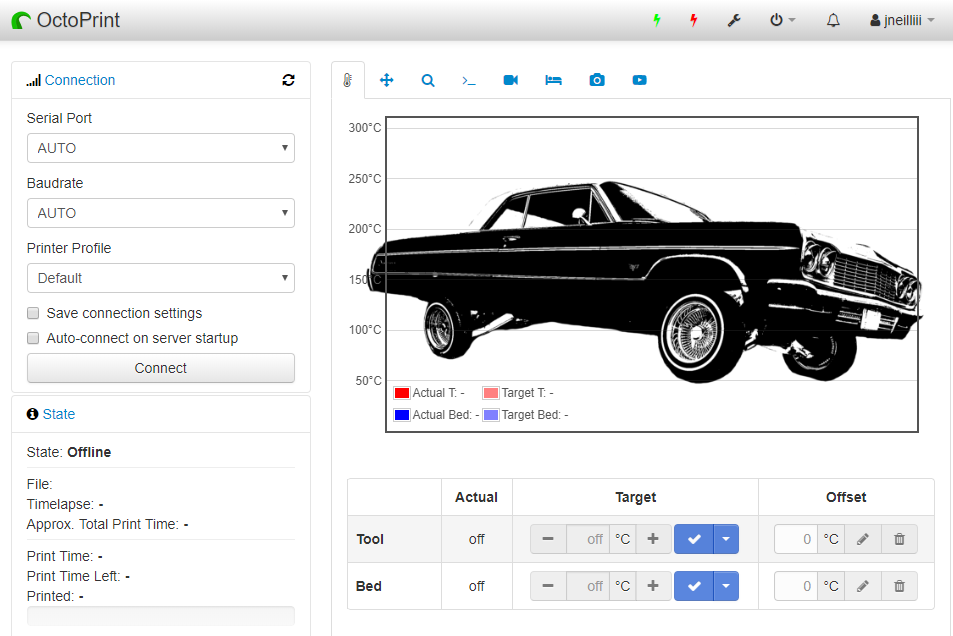 OctoPrint
jneilliii
Connection
Serial Port
AUTO
Baudrate
AUTO
Printer Profile
Default
Save connection settings
Auto-connect on server startup
Connect
State
State: Offline
File:
Timelapse: -
Approx. Total Print Time: -
Print Time: -
Print Time Left: -
Printed: -
300°C
250°C
200°C
150°C
100°C
50°C
Actual T: - Target T: -
Actual Bed: - Target Bed: -
Actual Target Offset
Tool off off °C 0 °C
Bed off off °C 0 °C